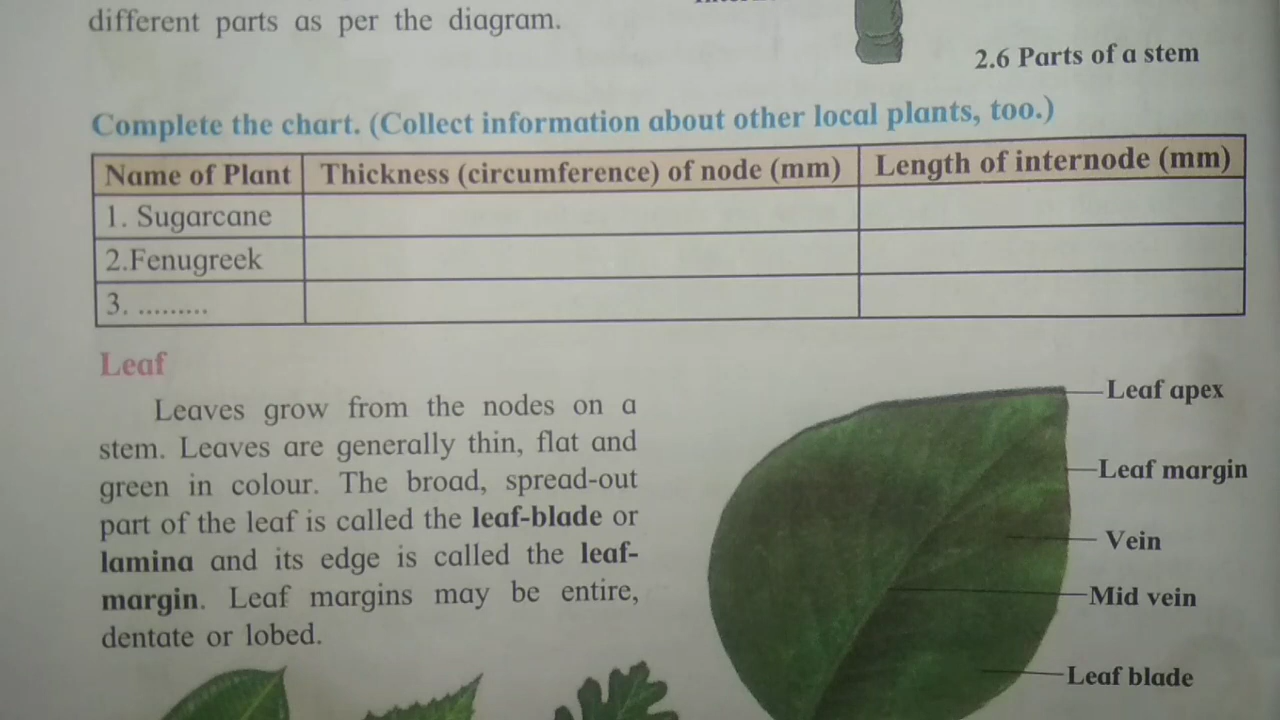 different parts as per the diagram.
2.6 Parts of a stem
Complete the chart. (Collect information about other local plants, too.)
Name of Plant Thickness (circumference) of node (mm) Length of internode (mm)
1. Sugarcane
2.Fenugreek
3. .........
Leaf
Leaves grow from the nodes on a
stem. Leaves are generally thin, flat and
green in colour. The broad, spread-out
part of the leaf is called the leaf-blade or
lamina and its edge is called the leaf-
margin. Leaf margins may be entire,
dentate or lobed.
Leaf apex
Leaf margin
Vein
Mid vein
Leaf blade